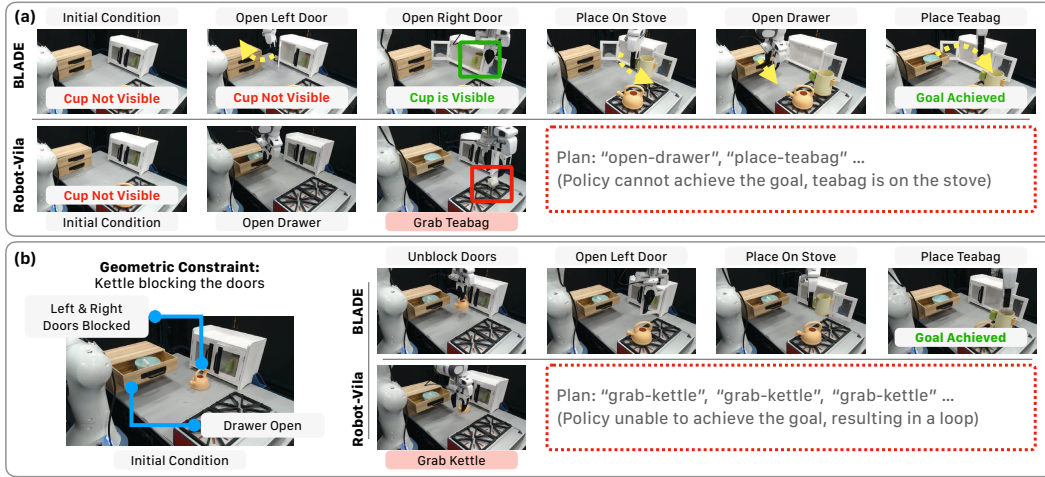 (a)
Initial Condition
Open Left Door
Open Right Door
Place On Stove
Open Drawer
Place Teabag
BLADE
Cup Not Visible
Cup Not Visible
Cup is Visible
Goal Achieved
Robot-Vila
Cup Not Visible
Initial Condition
Open Drawer
Grab Teabag
Plan: “open-drawer”, “place-teabag” ...
(Policy cannot achieve the goal, teabag is on the stove)
(b)
Geometric Constraint:
Kettle blocking the doors
Left & Right
Doors Blocked
Drawer Open
Initial Condition
Unblock Doors
Open Left Door
Place On Stove
Place Teabag
BLADE
Goal Achieved
Robot-Vila
Grab Kettle
Plan: “grab-kettle”, “grab-kettle”, “grab-kettle” ...
(Policy unable to achieve the goal, resulting in a loop)